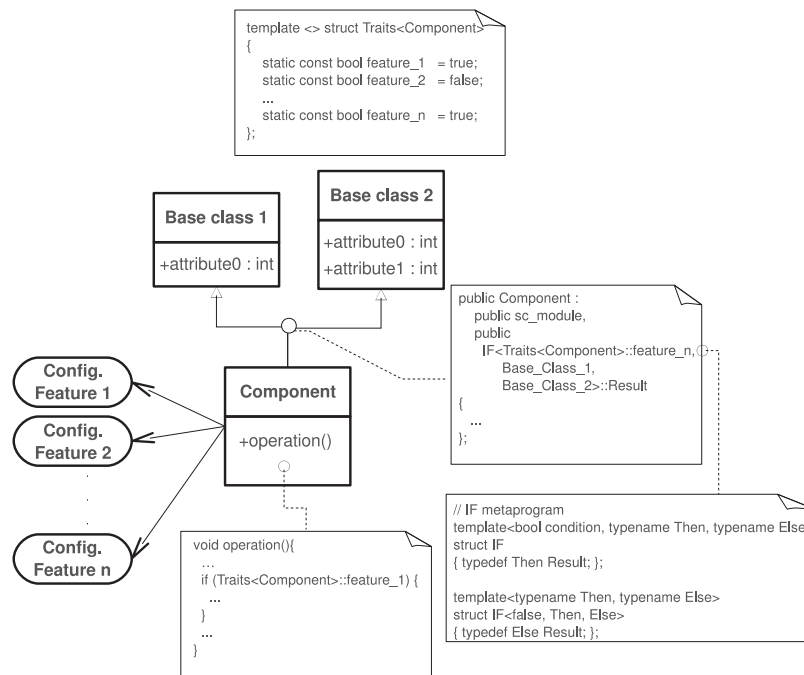 template <> struct Traits<Component>
{
static const bool feature_1 = true;
static const bool feature_2 = false;
...
static const bool feature_n = true;
};
Base class 1
+attribute0 : int
Base class 2
+attribute0 : int
+attribute1 : int
public Component :
public sc_module,
public
IF<Traits<Component>::feature_n,
Base_Class_1,
Base_Class_2>::Result
{
...
};
Config.
Feature 1
Config.
Feature 2
.
.
.
Config.
Feature n
Component
+operation()
void operation(){
...
if (Traits<Component>::feature_1) {
...
}
...
}
// IF metaprogram
template<bool condition, typename Then, typename Else
struct IF
{ typedef Then Result; };
template<typename Then, typename Else>
struct IF<false, Then, Else>
{ typedef Else Result; };